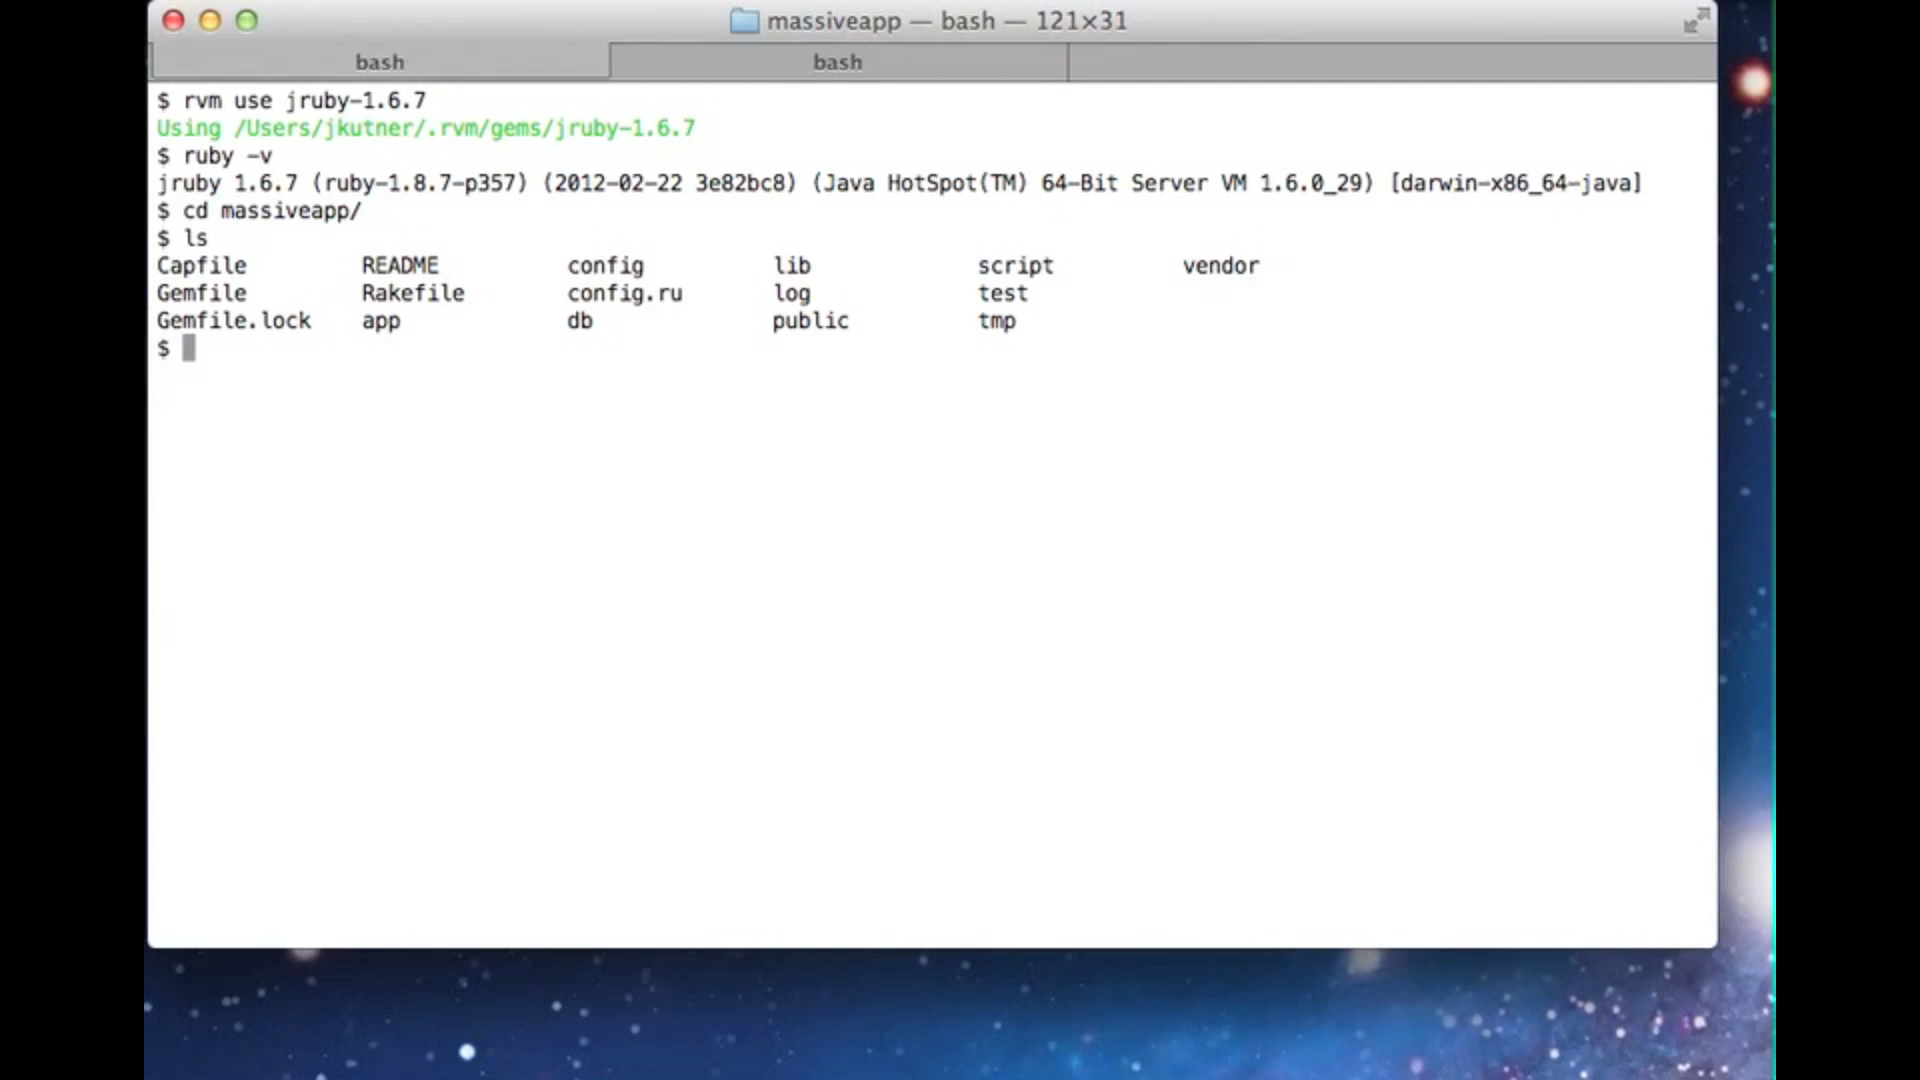 massiveapp — bash — 121×31
bash bash
$ rvm use jruby-1.6.7
Using /Users/jkutner/.rvm/gems/jruby-1.6.7
$ ruby -v
jruby 1.6.7 (ruby-1.8.7-p357) (2012-02-22 3e82bc8) (Java HotSpot(TM) 64-Bit Server VM 1.6.0_29) [darwin-x86_64-java]
$ cd massiveapp/
$ ls
Capfile README config lib script vendor
Gemfile Rakefile config.ru log test
Gemfile.lock app db public tmp
$